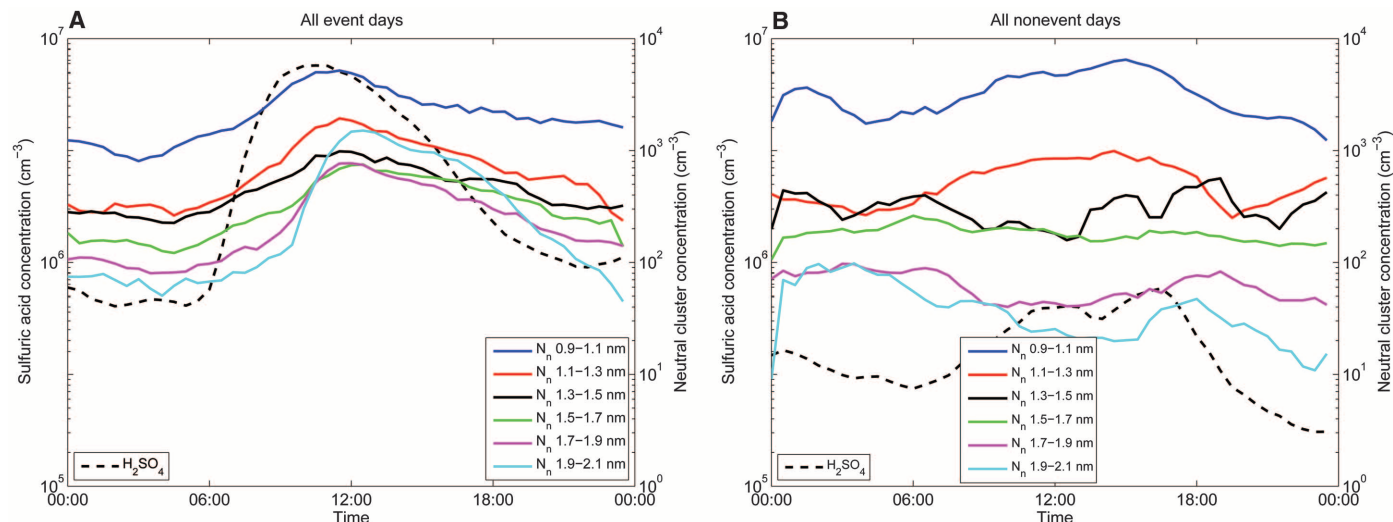 A
All event days
10^7
10^6
10^5
Sulfuric acid concentration (cm^−3)
10^4
10^3
10^2
10^1
10^0
Neutral cluster concentration (cm^−3)
N_n 0.9−1.1 nm
N_n 1.1−1.3 nm
N_n 1.3−1.5 nm
N_n 1.5−1.7 nm
N_n 1.7−1.9 nm
N_n 1.9−2.1 nm
H_2SO_4
00:00 06:00 12:00 18:00 00:00
Time
B
All nonevent days
10^7
10^6
10^5
Sulfuric acid concentration (cm^−3)
10^4
10^3
10^2
10^1
10^0
Neutral cluster concentration (cm^−3)
N_n 0.9−1.1 nm
N_n 1.1−1.3 nm
N_n 1.3−1.5 nm
N_n 1.5−1.7 nm
N_n 1.7−1.9 nm
N_n 1.9−2.1 nm
H_2SO_4
00:00 06:00 12:00 18:00 00:00
Time